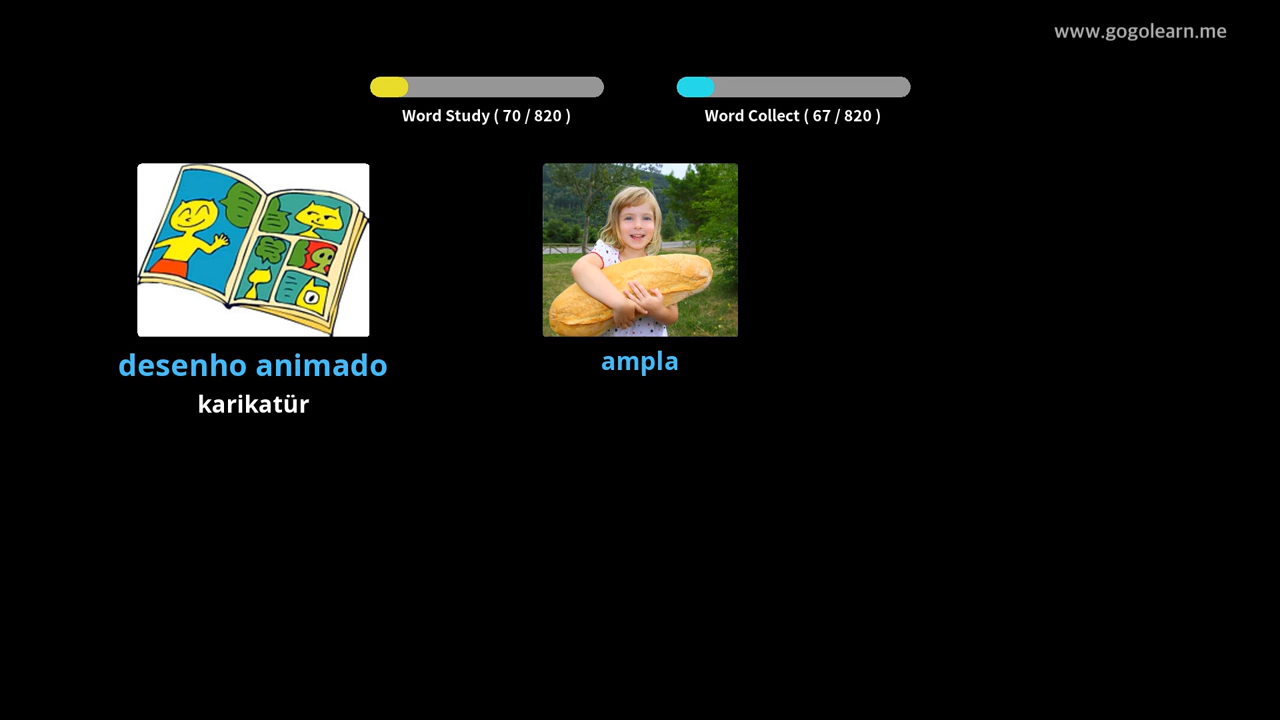 www.gogolearn.me
Word Study ( 70 / 820 )
Word Collect ( 67 / 820 )
desenho animado
karikatür
ampla